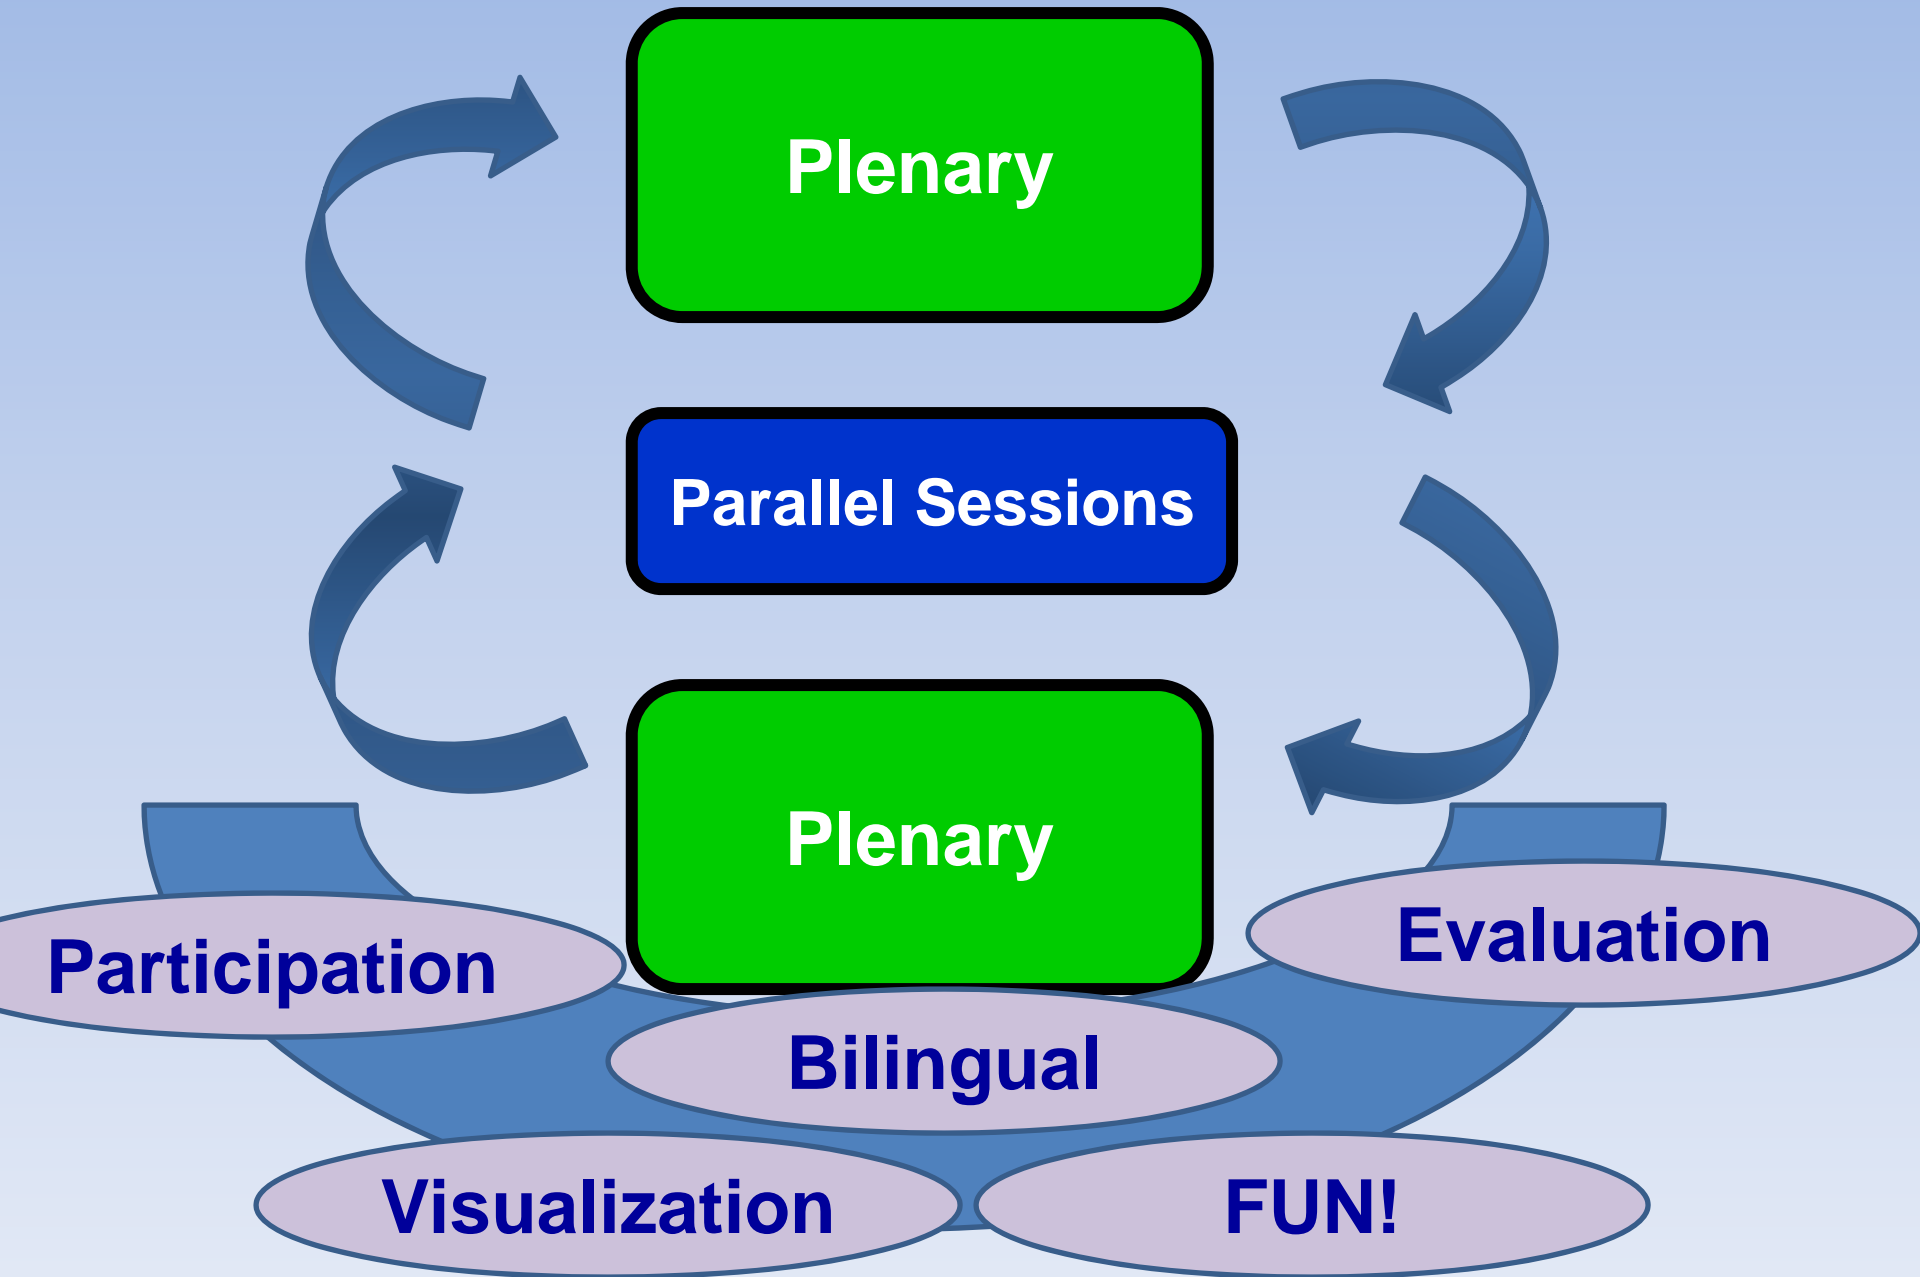 Plenary
Parallel Sessions
Plenary
Evaluation
Participation
Bilingual
Visualization
FUN!